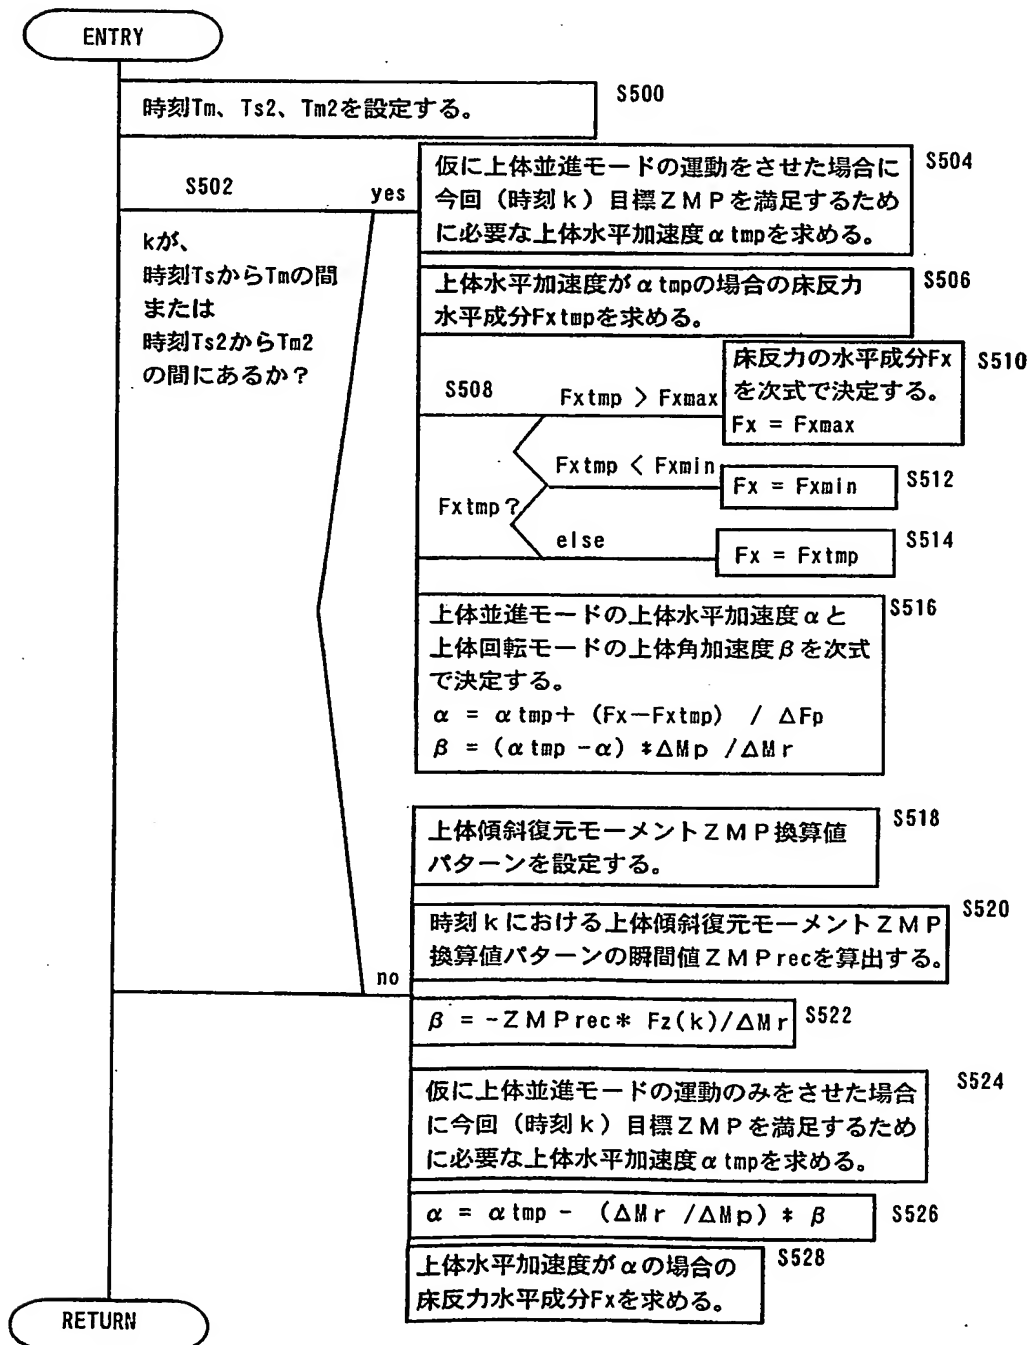 ENTRY
S500
時刻Tm、Ts2、Tm2を設定する。
S502
yes
kが、
時刻TsからTmの間
または
時刻Ts2からTm2
の間にあるか？
S504
仮に上体並進モードの運動をさせた場合に
今回（時刻k）目標ZMPを満足するため
に必要な上体水平加速度αtmpを求める。
S506
上体水平加速度がαtmpの場合の床反力
水平成分Fxtmpを求める。
S508
Fxtmp?
Fxtmp > Fxmax
S510
床反力の水平成分Fx
を次式で決定する。
Fx = Fxmax
Fxtmp < Fxmin
Fx = Fxmin
S512
else
Fx = Fxtmp
S514
S516
上体並進モードの上体水平加速度αと
上体回転モードの上体角加速度βを次式
で決定する。
α = αtmp+ (Fx-Fxtmp) / ΔFp
β = (αtmp -α) *ΔMp /ΔMr
no
S518
上体傾斜復元モーメントZMP換算値
パターンを設定する。
S520
時刻kにおける上体傾斜復元モーメントZMP
換算値パターンの瞬間値ZMPrecを算出する。
β = -ZMPrec* Fz(k)/ΔMr
S522
S524
仮に上体並進モードの運動のみをさせた場合
に今回（時刻k）目標ZMPを満足するため
に必要な上体水平加速度αtmpを求める。
α = αtmp - (ΔMr /ΔMp) * β
S526
S528
上体水平加速度がαの場合の
床反力水平成分Fxを求める。
RETURN